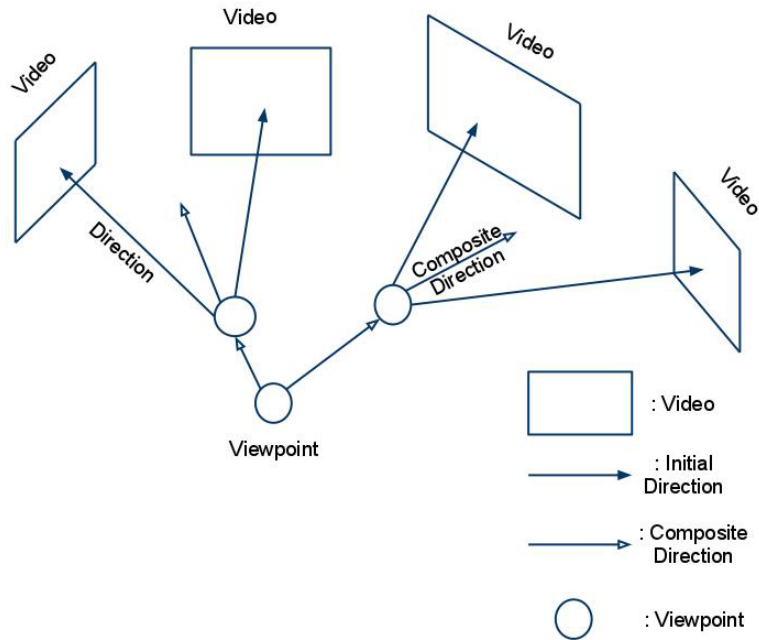 Video
Video
Video
Video
Direction
Composite
Direction
Viewpoint
: Video
: Initial
Direction
: Composite
Direction
: Viewpoint